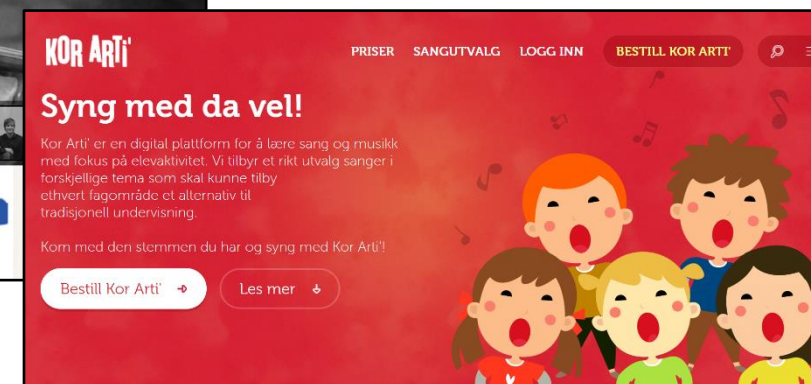 KOR ARTi'
PRISER SANGUTVALG LOGG INN BESTILL KOR ARTI'
Syng med da vel!
Kor Arti' er en digital plattform for å lære sang og musikk
med fokus på elevaktivitet. Vi tilbyr et rikt utvalg sanger i
forskjellige tema som skal kunne tilby
ethvert fagområde et alternativ til
tradisjonell undervisning.
Kom med den stemmen du har og syng med Kor Arti'!
Bestill Kor Arti' Les mer